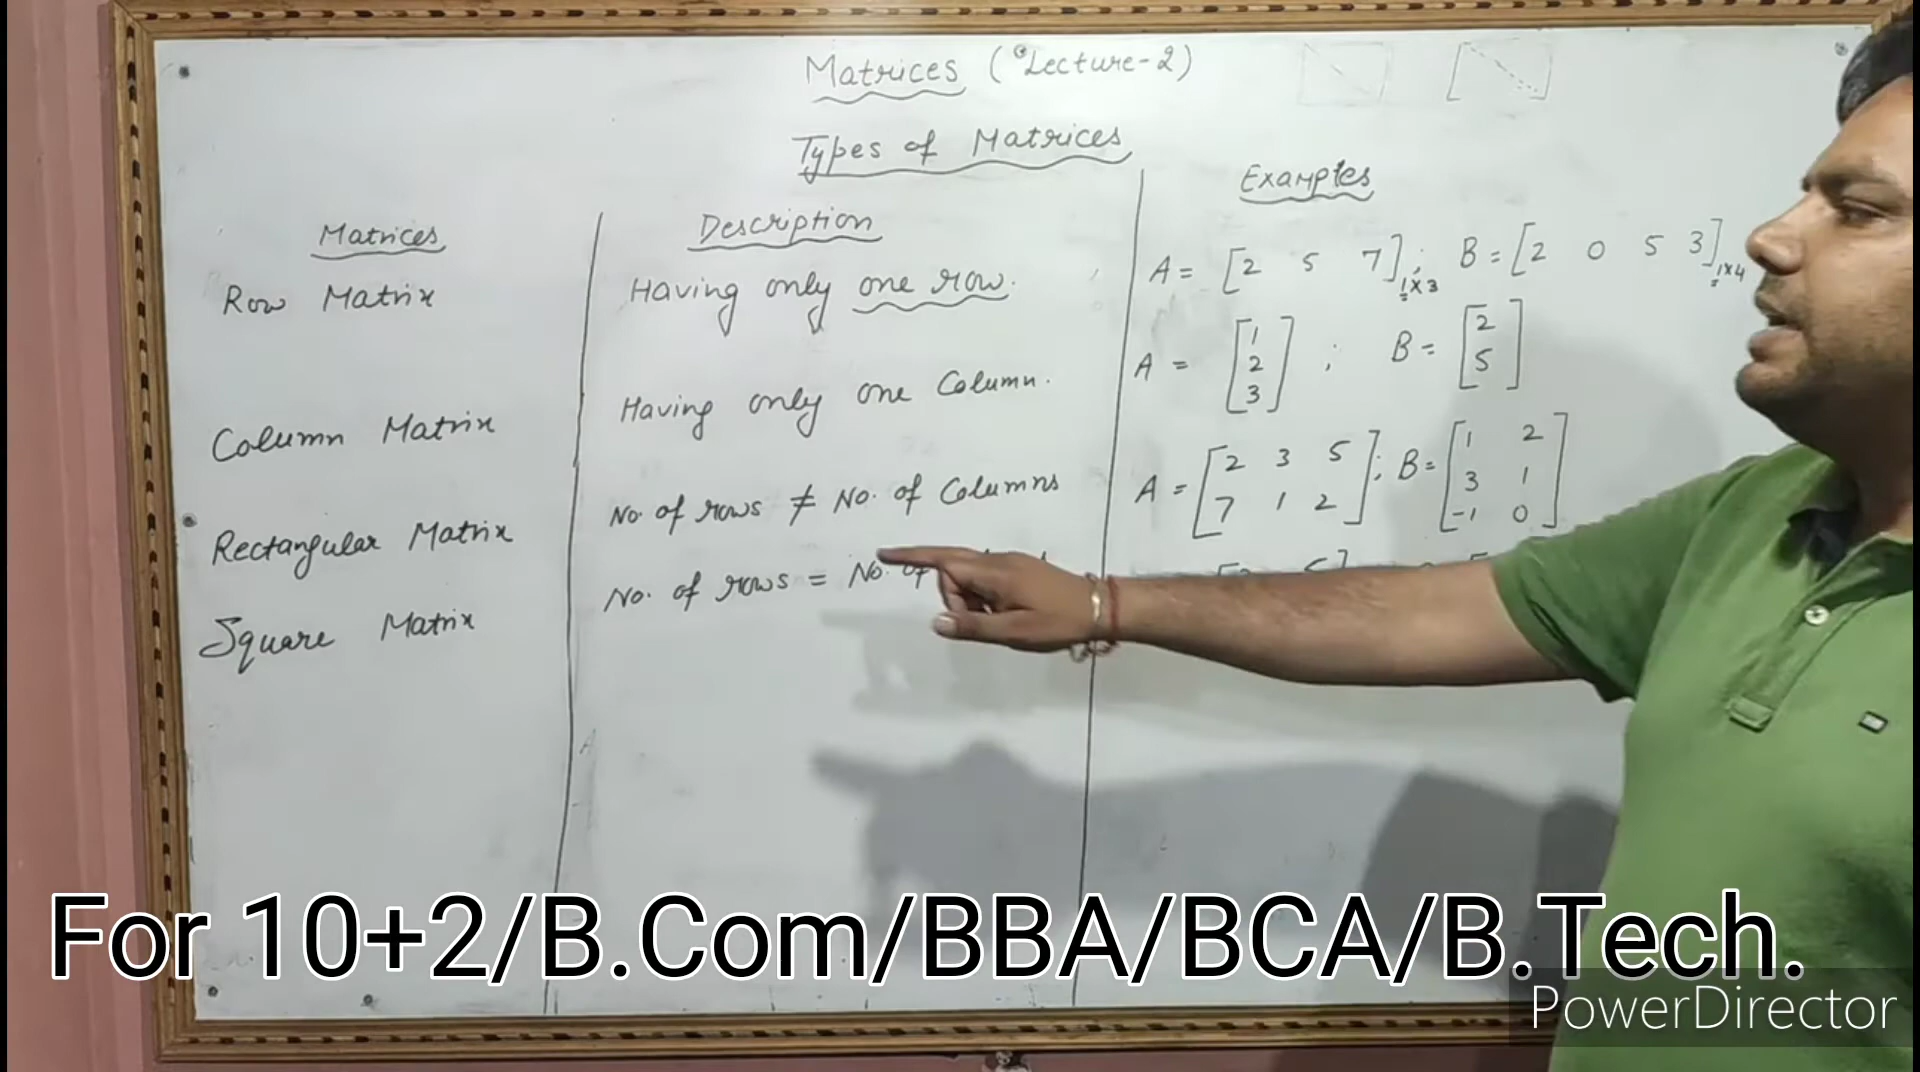 Matrices (Lecture-2)
Types of Matrices
Matrices Description Examples
Row Matrix Having only one row. A = [2 5 7]1×3 ; B = [2 0 5 3]1×4
Column Matrix Having only one Column. A = [1 2 3] ; B = [2 5]
Rectangular Matrix No. of rows ≠ No. of Columns A = [2 3 5 7 1 2] ; B = [1 2 3 1 -1 0]
Square Matrix No. of rows = No. of
For 10+2/B.Com/BBA/BCA/B.Tech.
PowerDirector